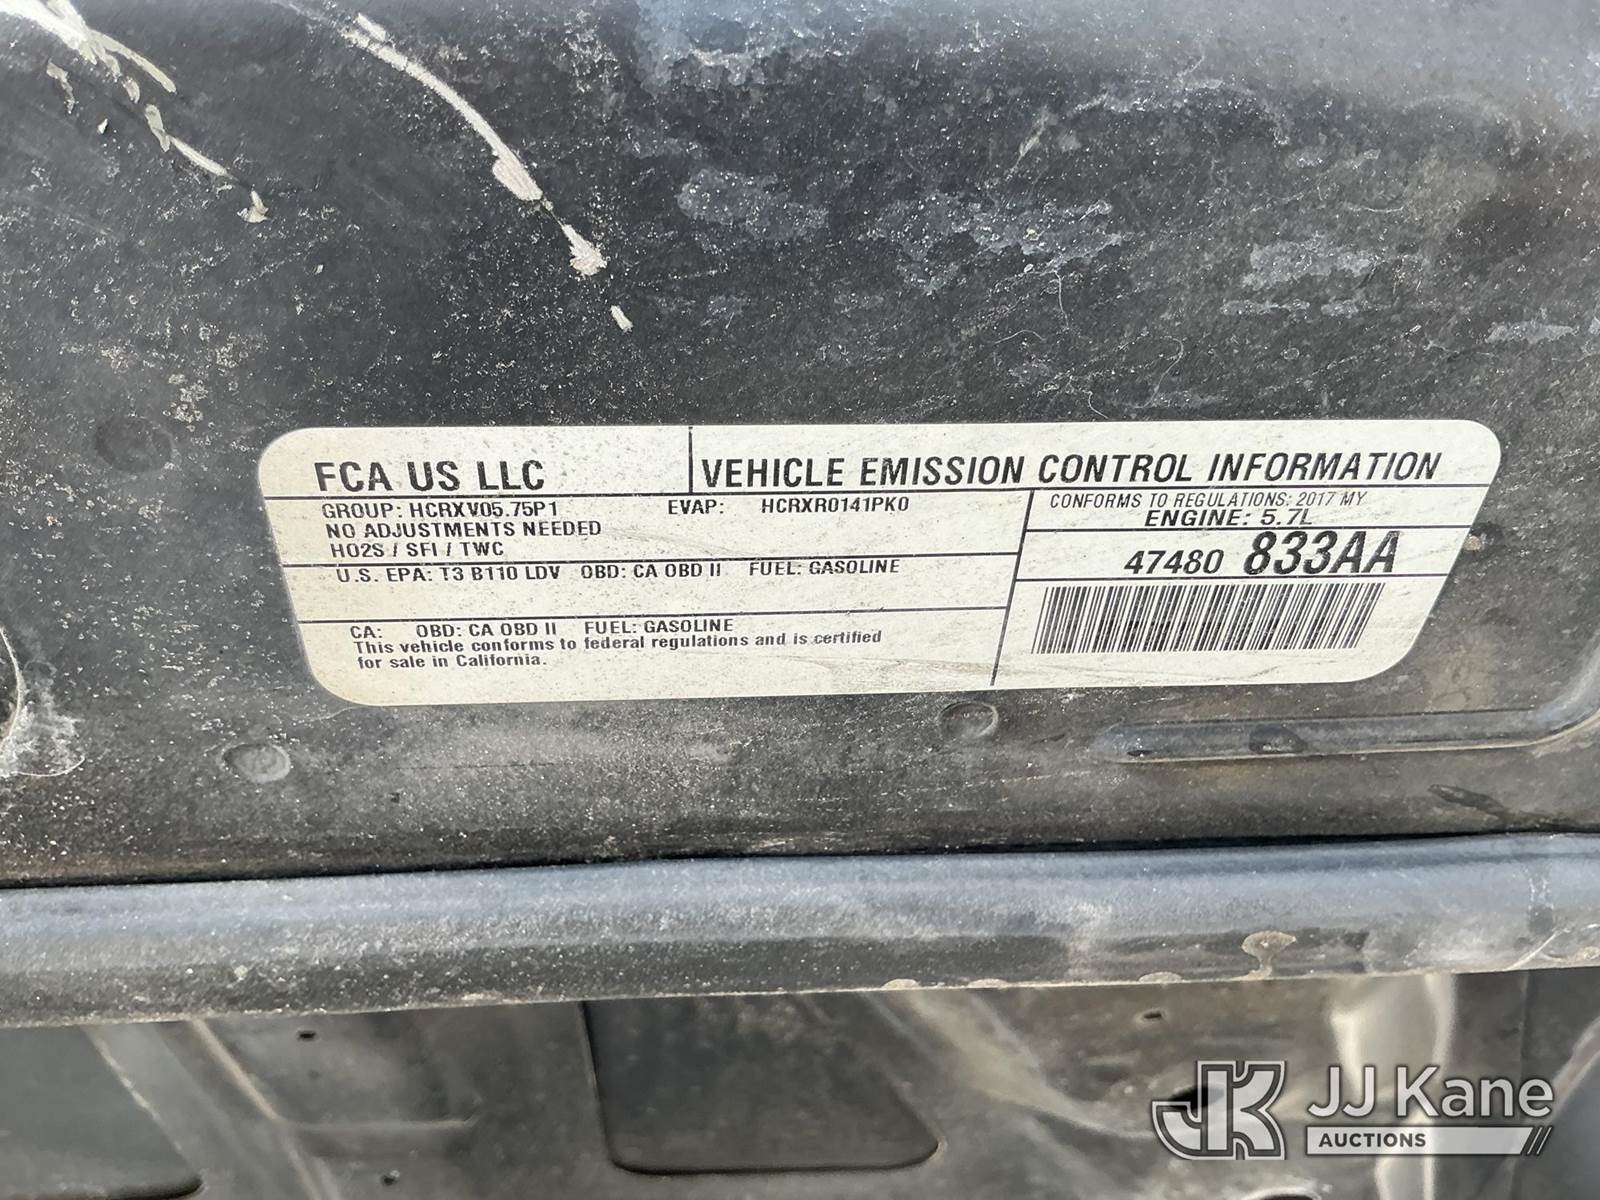 FCA US LLC
VEHICLE EMISSION CONTROL INFORMATION
GROUP: HCRXV05.75P1 EVAP: HCRXR0141PK0
NO ADJUSTMENTS NEEDED
HO2S / SFI / TWC
CONFORMS TO REGULATIONS: 2017 MY
ENGINE: 5.7L
47480 833AA
U.S. EPA: T3 B110 LDV OBD: CA OBD II FUEL: GASOLINE
CA: OBD: CA OBD II FUEL: GASOLINE
This vehicle conforms to federal regulations and is certified
for sale in California.
JK JJ Kane
AUCTIONS